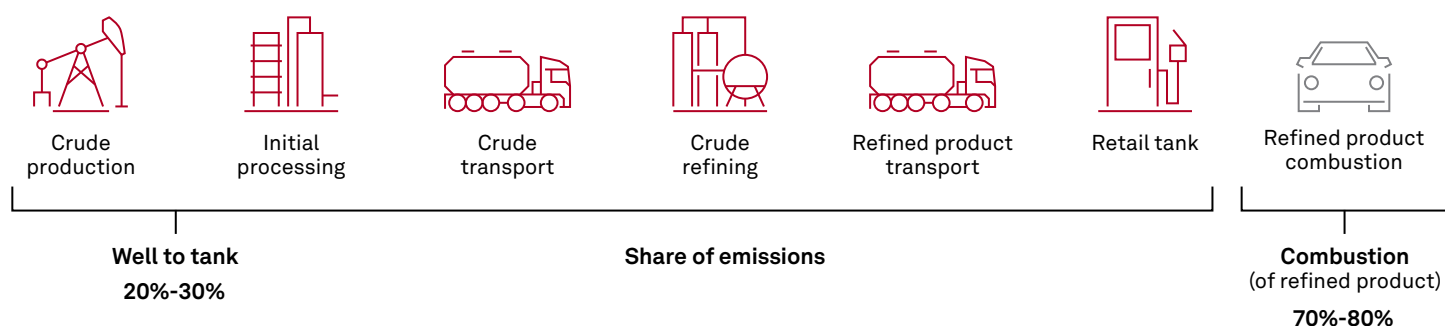 Crude
production
Initial
processing
Crude
transport
Crude
refining
Refined product
transport
Retail tank
Refined product
combustion
Well to tank
20%-30%
Share of emissions
Combustion
(of refined product)
70%-80%